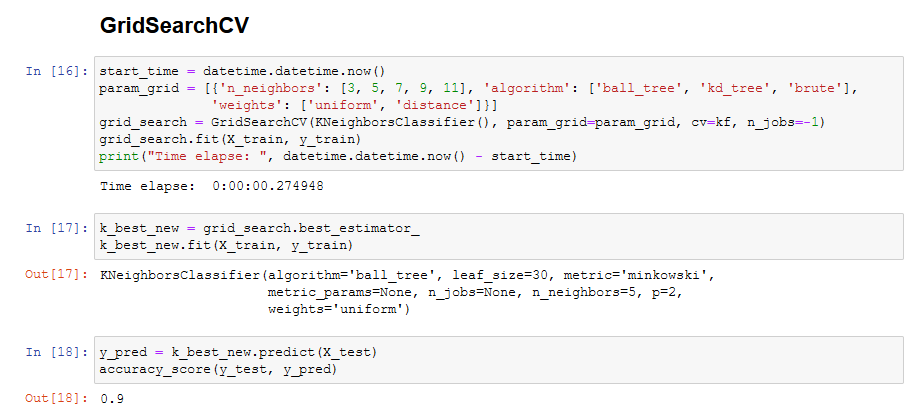 GridSearchCV
In [16]: start_time = datetime.datetime.now()
param_grid = [{'n_neighbors': [3, 5, 7, 9, 11], 'algorithm': ['ball_tree', 'kd_tree', 'brute'],
'weights': ['uniform', 'distance']}]
grid_search = GridSearchCV(KNeighborsClassifier(), param_grid=param_grid, cv=kf, n_jobs=-1)
grid_search.fit(X_train, y_train)
print("Time elapse: ", datetime.datetime.now() - start_time)
Time elapse:  0:00:00.274948
In [17]: k_best_new = grid_search.best_estimator_
k_best_new.fit(X_train, y_train)
Out[17]: KNeighborsClassifier(algorithm='ball_tree', leaf_size=30, metric='minkowski',
metric_params=None, n_jobs=None, n_neighbors=5, p=2,
weights='uniform')
In [18]: y_pred = k_best_new.predict(X_test)
accuracy_score(y_test, y_pred)
Out[18]: 0.9